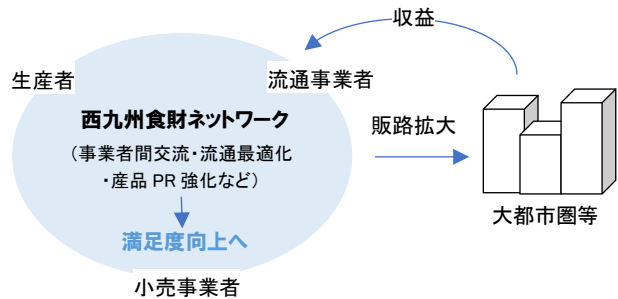 収益
生産者
流通事業者
西九州食財ネットワーク
（事業者間交流・流通最適化
・産品 PR 強化など）
満足度向上へ
小売事業者
販路拡大
大都市圏等